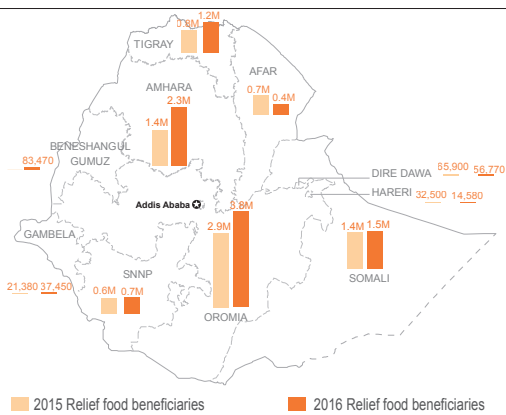 1.2M
0.8M
TIGRAY
AFAR
0.7M
0.4M
AMHARA
2.3M
1.4M
BENESHANGUL
GUMUZ
83,470
DIRE DAWA
65,900 56,770
HARERI
32,500 14,580
Addis Ababa
3.8M
2.9M
OROMIA
GAMBELA
21,380 37,450
SNNP
0.6M 0.7M
1.4M 1.5M
SOMALI
2015 Relief food beneficiaries
2016 Relief food beneficiaries